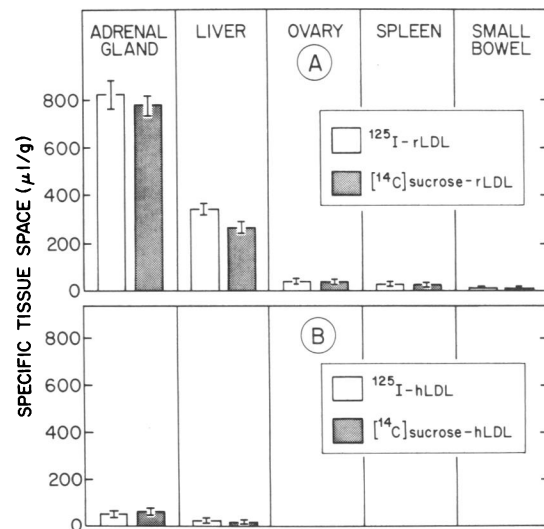 ADRENAL GLAND
LIVER
OVARY
SPLEEN
SMALL BOWEL
A
SPECIFIC TISSUE SPACE (μl/g)
800
600
400
200
0
¹²⁵I-rLDL
[¹⁴C]sucrose-rLDL
B
800
600
400
200
0
¹²⁵I-hLDL
[¹⁴C]sucrose-hLDL